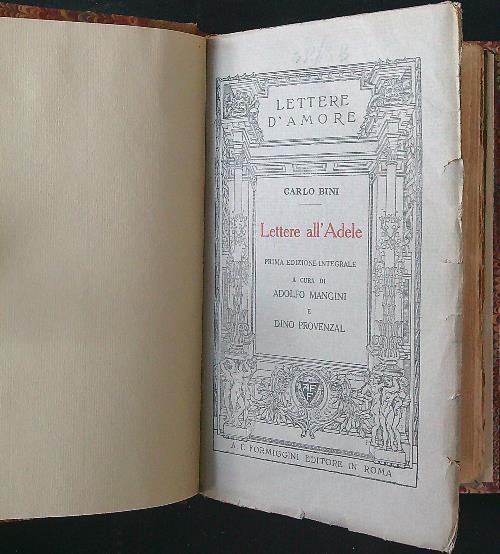 LETTERE
D'AMORE
CARLO BINI
Lettere all'Adele
PRIMA EDIZIONE INTEGRALE
A CURA DI
ADOLFO MANGINI
E
DINO PROVENZAL
A. F. FORMIGGINI EDITORE IN ROMA